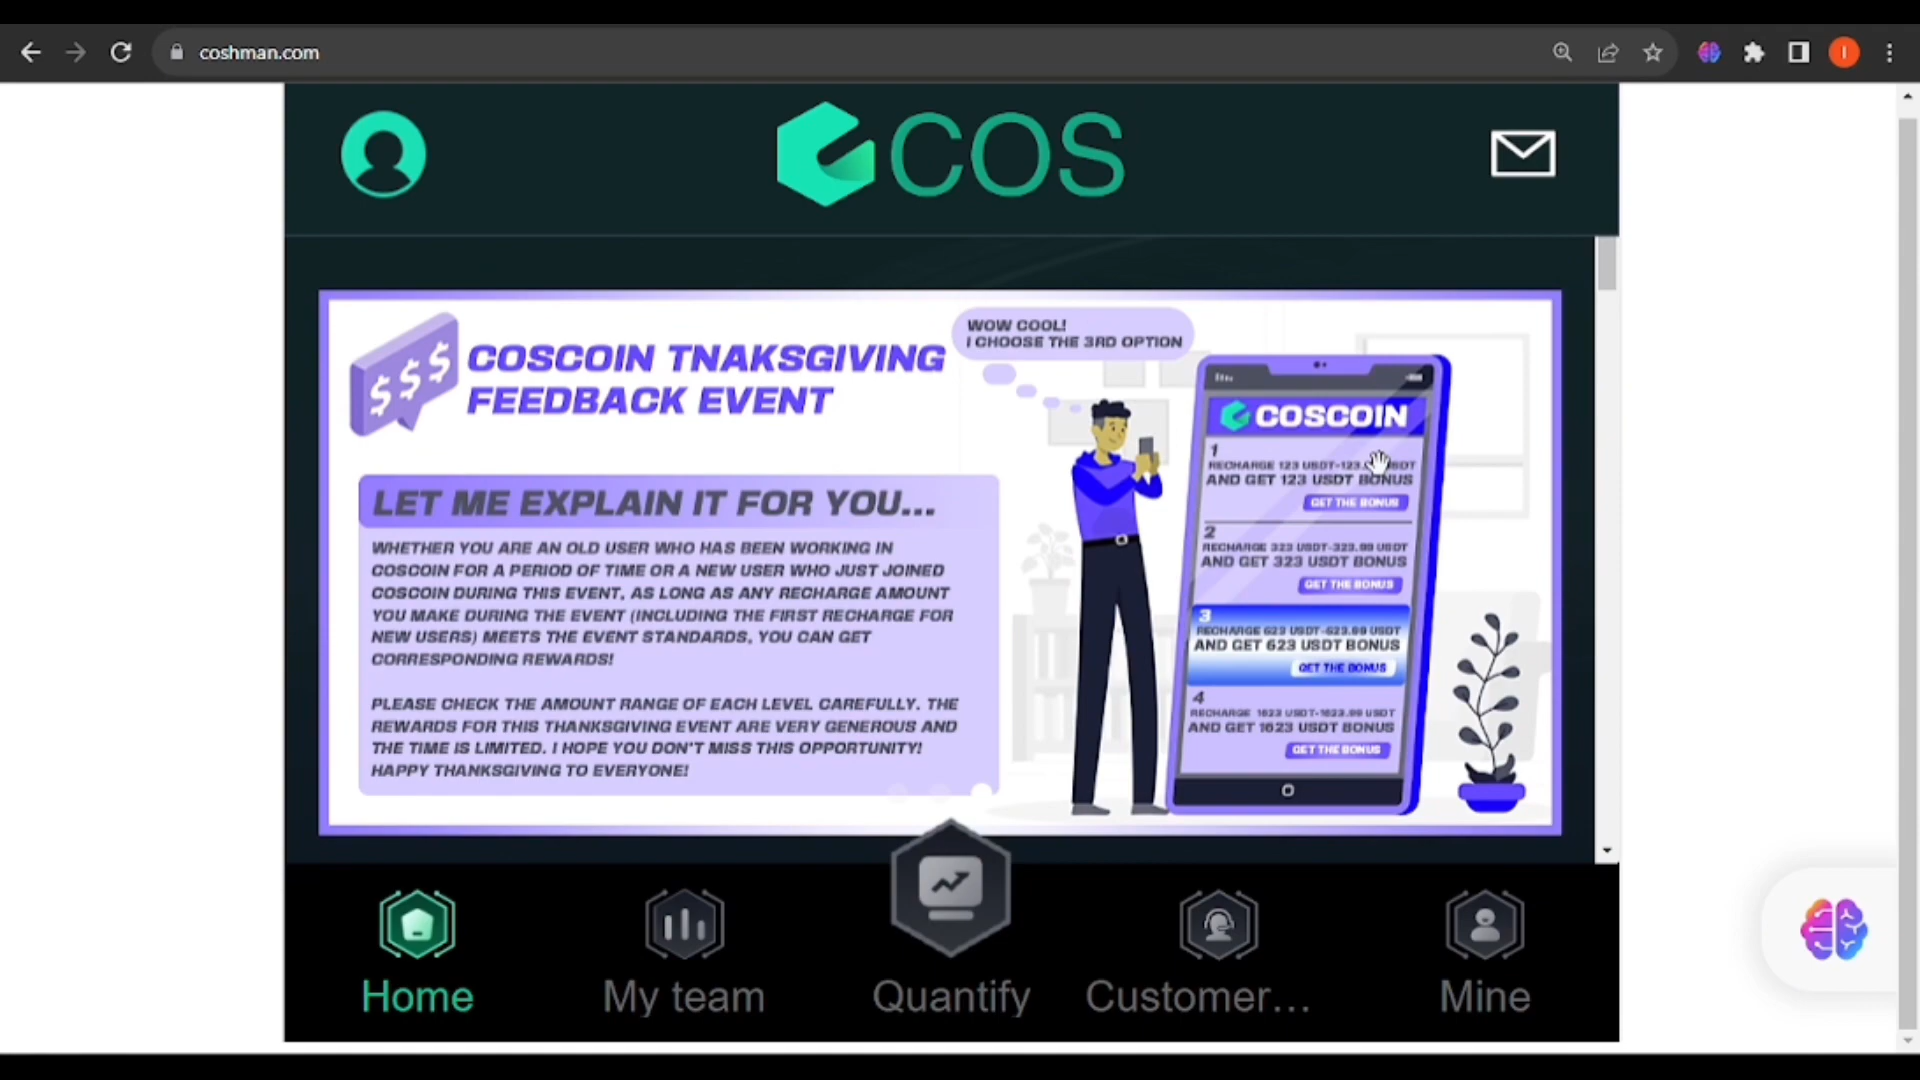 coshman.com
I
COS
COSCOIN TNAKSGIVING
FEEDBACK EVENT
$$$
WOW COOL!
I CHOOSE THE 3RD OPTION
LET ME EXPLAIN IT FOR YOU...
WHETHER YOU ARE AN OLD USER WHO HAS BEEN WORKING IN
COSCOIN FOR A PERIOD OF TIME OR A NEW USER WHO JUST JOINED
COSCOIN DURING THIS EVENT, AS LONG AS ANY RECHARGE AMOUNT
YOU MAKE DURING THE EVENT (INCLUDING THE FIRST RECHARGE FOR
NEW USERS) MEETS THE EVENT STANDARDS, YOU CAN GET
CORRESPONDING REWARDS!
PLEASE CHECK THE AMOUNT RANGE OF EACH LEVEL CAREFULLY. THE
REWARDS FOR THIS THANKSGIVING EVENT ARE VERY GENEROUS AND
THE TIME IS LIMITED. I HOPE YOU DON'T MISS THIS OPPORTUNITY!
HAPPY THANKSGIVING TO EVERYONE!
COSCOIN
1
RECHARGE 123 USDT-123.
AND GET 123 USDT BONUS
GET THE BONUS
2
RECHARGE 323 USDT-323.99 USDT
AND GET 323 USDT BONUS
GET THE BONUS
3
RECHARGE 623 USDT-623.99 USDT
AND GET 623 USDT BONUS
GET THE BONUS
4
RECHARGE 1623 USDT-1623.99 USDT
AND GET 1623 USDT BONUS
GET THE BONUS
Home
My team
Quantify
Customer...
Mine